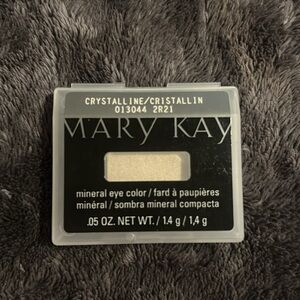 CRYSTALLINE/CRISTALLIN
013044 2R21
MARY KAY
mineral eye color / fard à paupières
minéral / sombra mineral compacta
.05 OZ. NET WT. / 1.4 g / 1,4 g